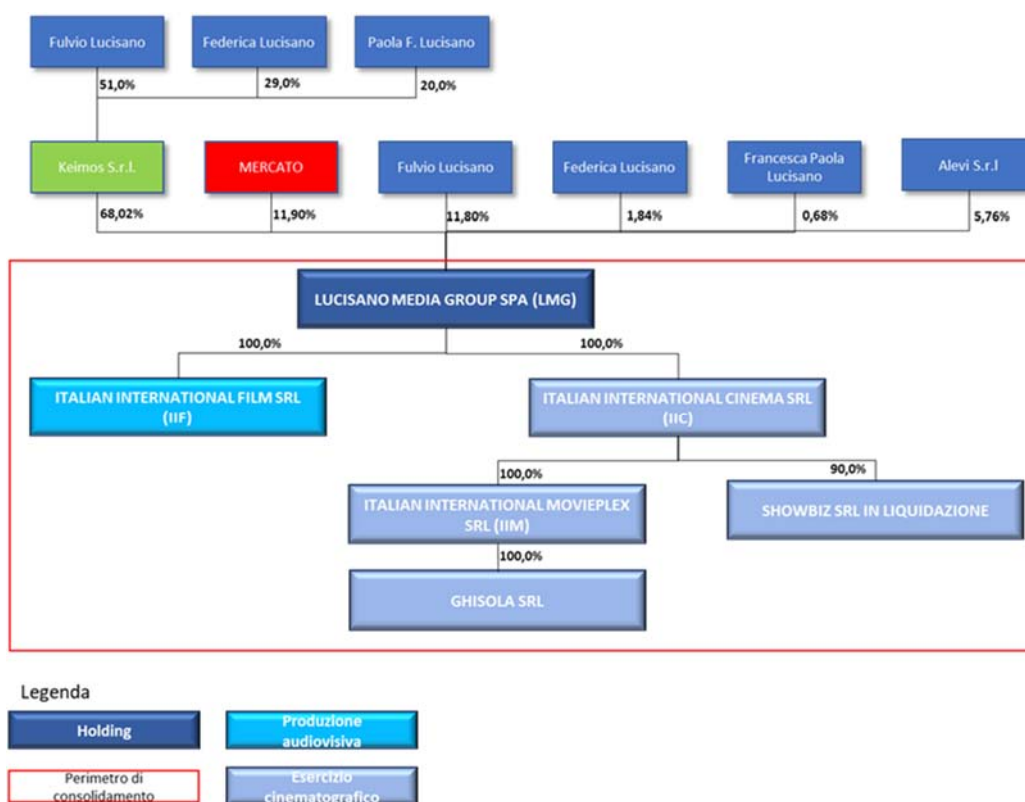 Fulvio Lucisano
Federica Lucisano
Paola F. Lucisano
51,0%
29,0%
20,0%
Keimos S.r.l.
MERCATO
Fulvio Lucisano
Federica Lucisano
Francesca Paola
Lucisano
Alevi S.r.l
68,02%
11,90%
11,80%
1,84%
0,68%
5,76%
LUCISANO MEDIA GROUP SPA (LMG)
100,0%
100,0%
ITALIAN INTERNATIONAL FILM SRL
(IIF)
ITALIAN INTERNATIONAL CINEMA SRL
(IIC)
100,0%
90,0%
ITALIAN INTERNATIONAL MOVIEPLEX
SRL (IIM)
SHOWBIZ SRL IN LIQUIDAZIONE
100,0%
GHISOLA SRL
Legenda
Holding
Produzione
audiovisiva
Perimetro di
consolidamento
Esercizio
cinematografico